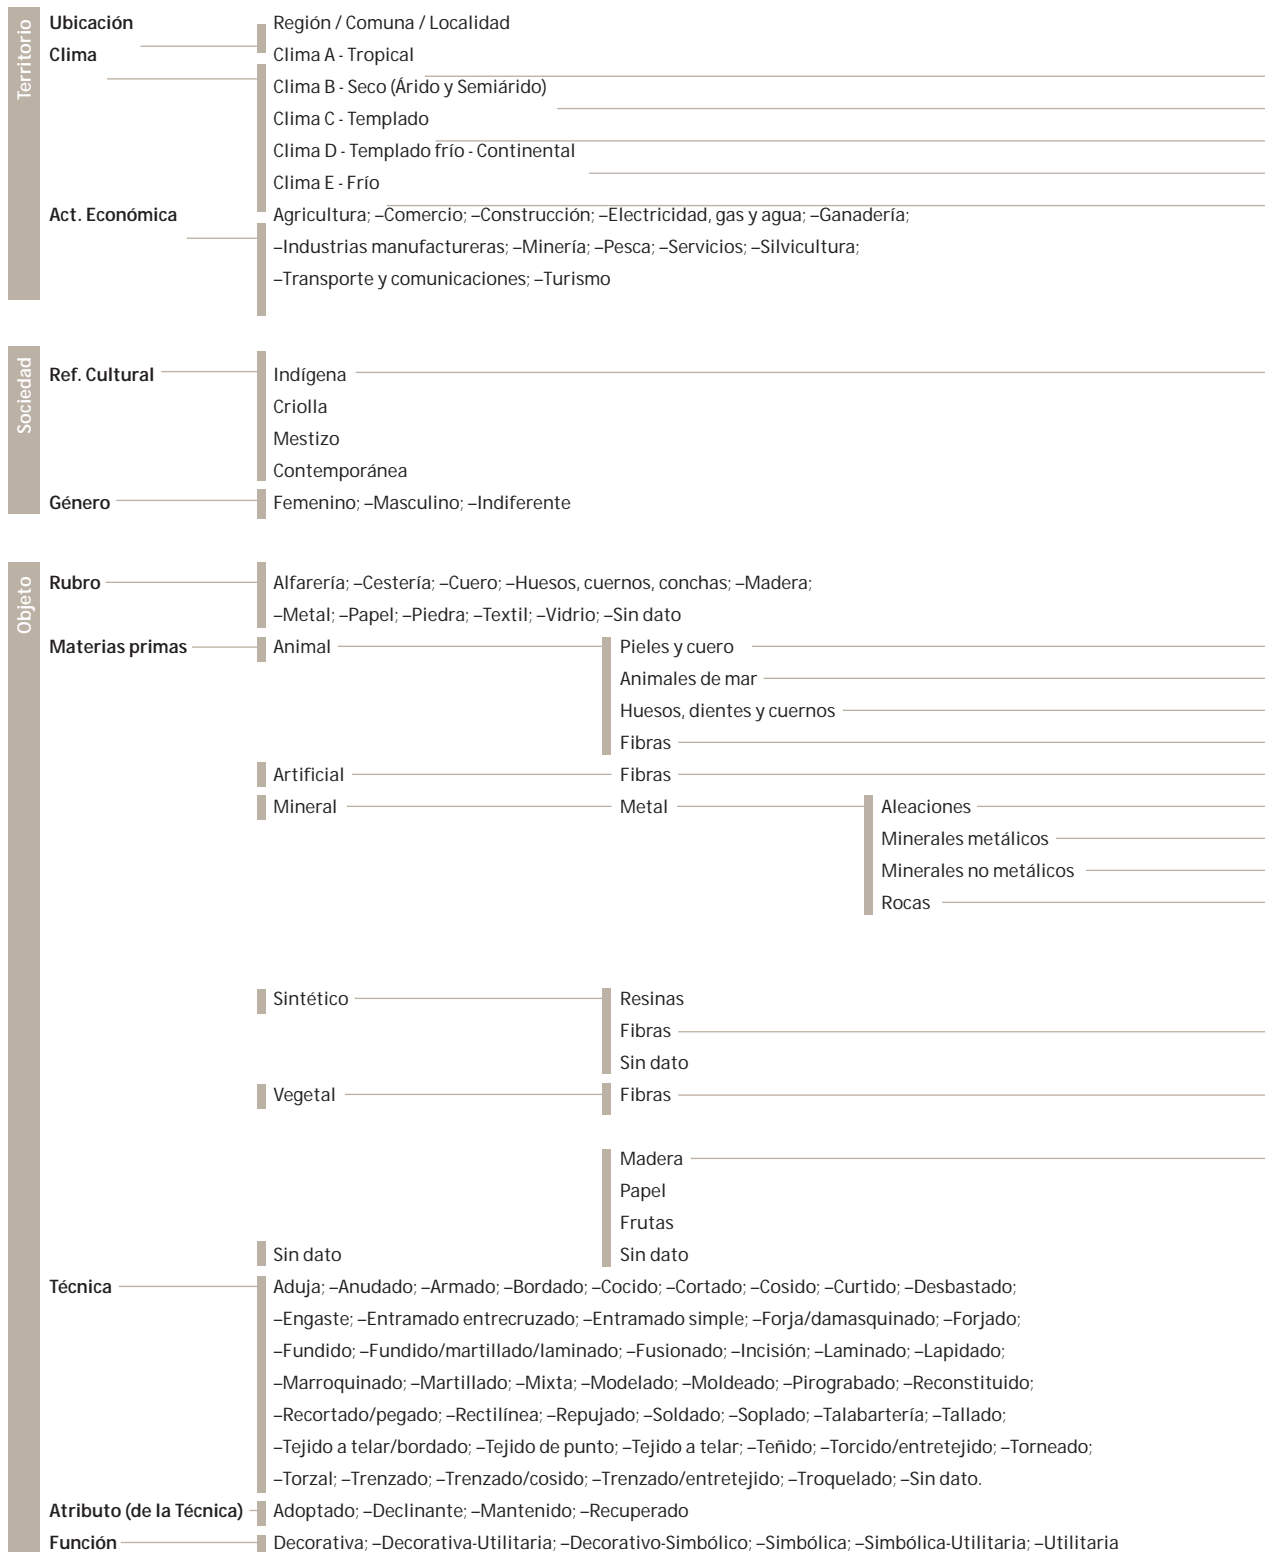 Territorio
Ubicación
Región / Comuna / Localidad
Clima
Clima A - Tropical
Clima B - Seco (Árido y Semiárido)
Clima C - Templado
Clima D - Templado frío - Continental
Clima E - Frío
Act. Económica
Agricultura; –Comercio; –Construcción; –Electricidad, gas y agua; –Ganadería;
–Industrias manufactureras; –Minería; –Pesca; –Servicios; –Silvicultura;
–Transporte y comunicaciones; –Turismo
Sociedad
Ref. Cultural
Indígena
Criolla
Mestizo
Contemporánea
Género
Femenino; –Masculino; –Indiferente
Objeto
Rubro
Alfarería; –Cestería; –Cuero; –Huesos, cuernos, conchas; –Madera;
–Metal; –Papel; –Piedra; –Textil; –Vidrio; –Sin dato
Materias primas
Animal
Pieles y cuero
Animales de mar
Huesos, dientes y cuernos
Fibras
Artificial
Fibras
Mineral
Metal
Aleaciones
Minerales metálicos
Minerales no metálicos
Rocas
Sintético
Resinas
Fibras
Sin dato
Vegetal
Fibras
Madera
Papel
Frutas
Sin dato
Sin dato
Técnica
Aduja; –Anudado; –Armado; –Bordado; –Cocido; –Cortado; –Cosido; –Curtido; –Desbastado;
–Engaste; –Entramado entrecruzado; –Entramado simple; –Forja/damasquinado; –Forjado;
–Fundido; –Fundido/martillado/laminado; –Fusionado; –Incisión; –Laminado; –Lapidado;
–Marroquinado; –Martillado; –Mixta; –Modelado; –Moldeado; –Pirograbado; –Reconstituido;
–Recortado/pegado; –Rectilínea; –Repujado; –Soldado; –Soplado; –Talabartería; –Tallado;
–Tejido a telar/bordado; –Tejido de punto; –Tejido a telar; –Teñido; –Torcido/entretejido; –Torneado;
–Torzal; –Trenzado; –Trenzado/cosido; –Trenzado/entretejido; –Troquelado; –Sin dato.
Atributo (de la Técnica)
Adoptado; –Declinante; –Mantenido; –Recuperado
Función
Decorativa; –Decorativa-Utilitaria; –Decorativo-Simbólico; –Simbólica; –Simbólica-Utilitaria; –Utilitaria